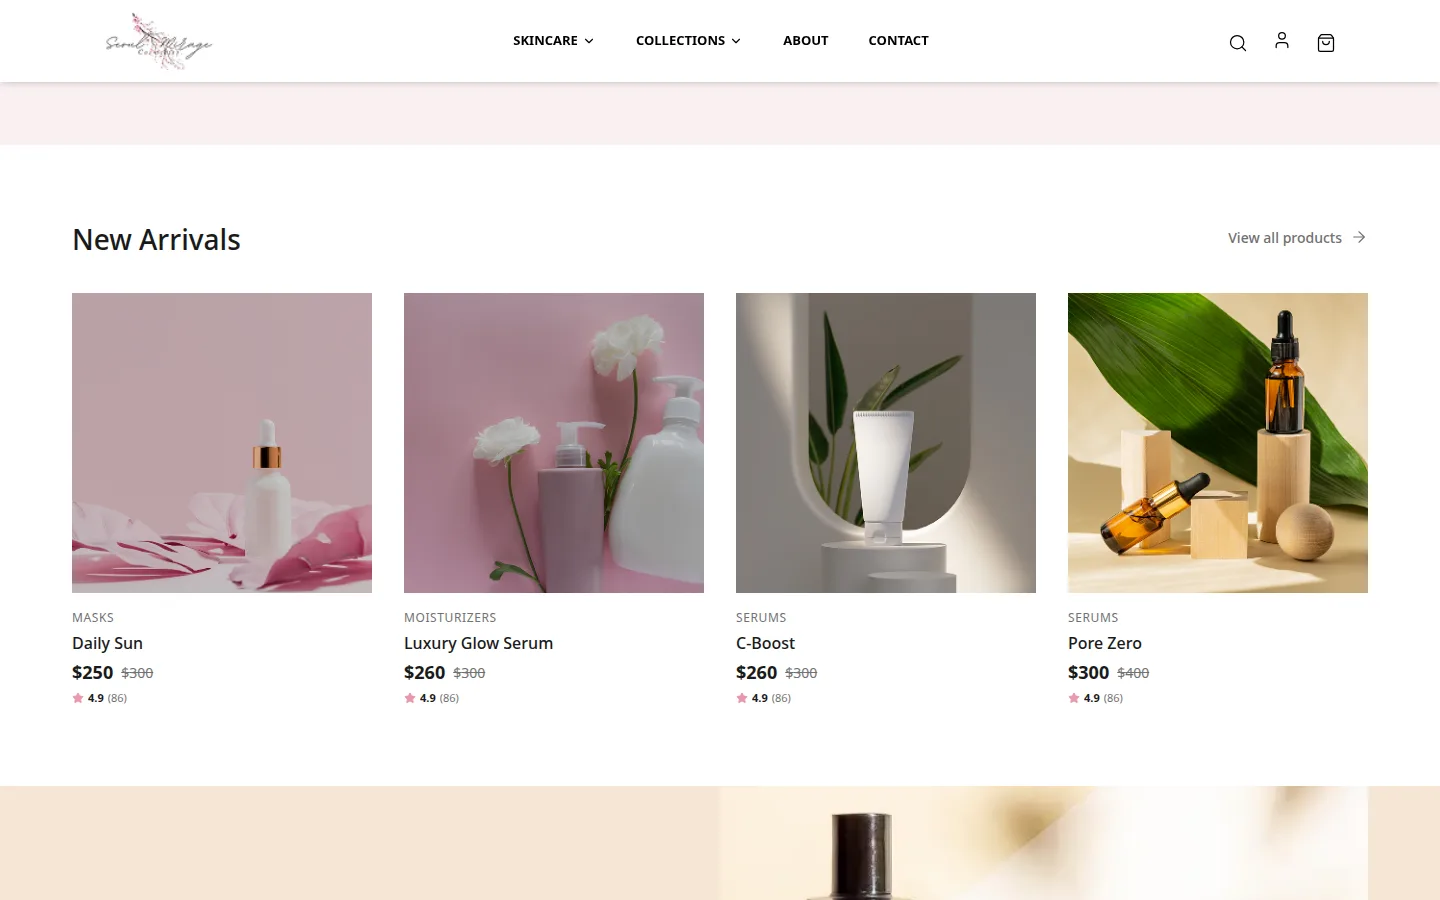 Seoul Mirage
SKINCARE
COLLECTIONS
ABOUT
CONTACT
New Arrivals
View all products
MASKS
Daily Sun
$250 $300
4.9 (86)
MOISTURIZERS
Luxury Glow Serum
$260 $300
4.9 (86)
SERUMS
C-Boost
$260 $300
4.9 (86)
SERUMS
Pore Zero
$300 $400
4.9 (86)